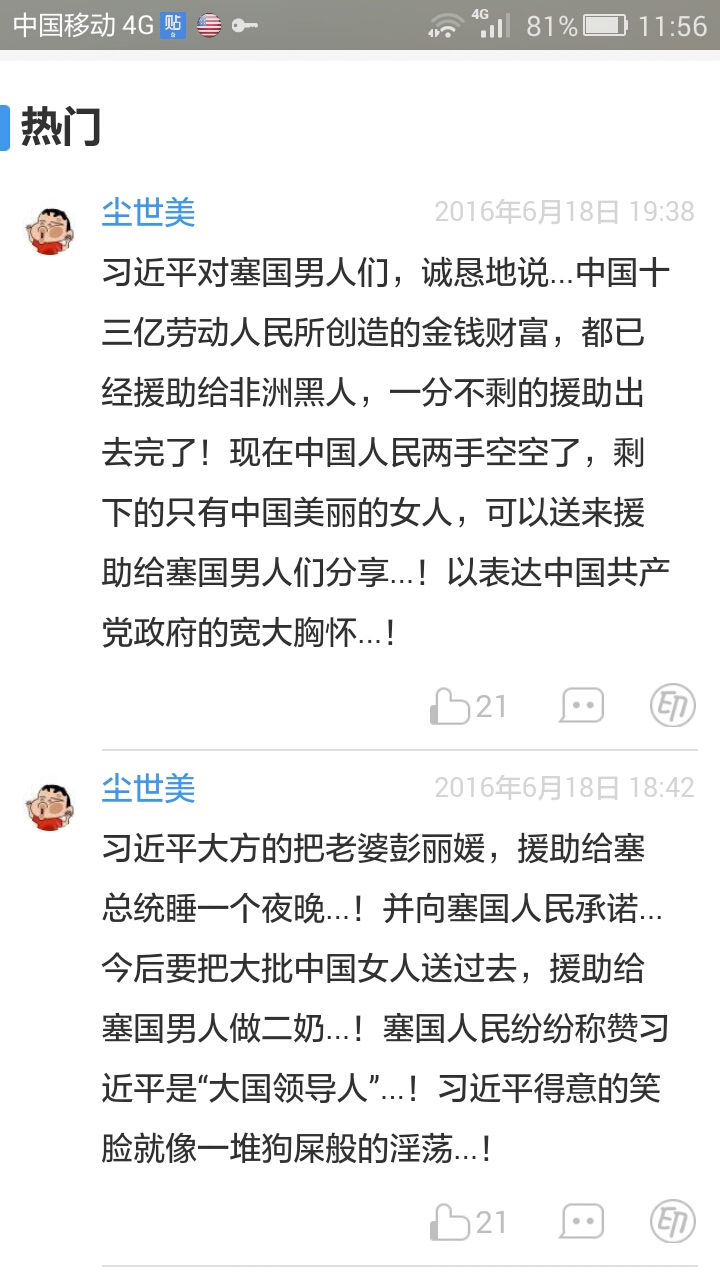 中国移动 4G 贴 4G 81% 11:56
热门
尘世美 2016年6月18日 19:38
习近平对塞国男人们，诚恳地说...中国十
三亿劳动人民所创造的金钱财富，都已
经援助给非洲黑人，一分不剩的援助出
去完了！现在中国人民两手空空了，剩
下的只有中国美丽的女人，可以送来援
助给塞国男人们分享...！以表达中国共产
党政府的宽大胸怀...！
21
尘世美 2016年6月18日 18:42
习近平大方的把老婆彭丽媛，援助给塞
总统睡一个夜晚...！并向塞国人民承诺...
今后要把大批中国女人送过去，援助给
塞国男人做二奶...！塞国人民纷纷称赞习
近平是“大国领导人”...！习近平得意的笑
脸就像一堆狗屎般的淫荡...！
21